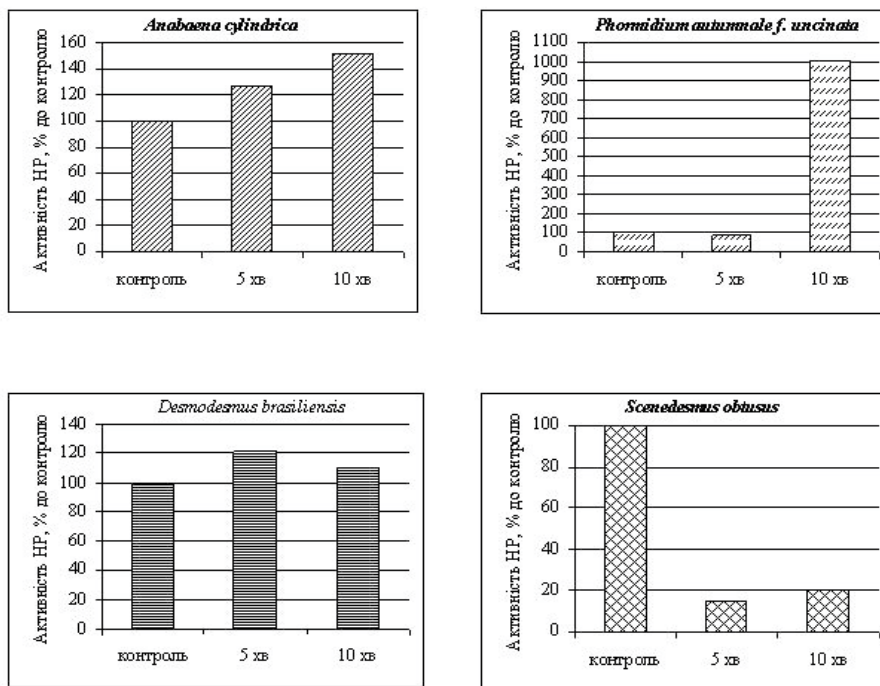 Anabaena cylindrica
Активність НР, % до контролю
160
140
120
100
80
60
40
20
0
контроль 5 хв 10 хв
Phormidium autumnale f. uncinata
Активність НР, % до контролю
1100
1000
900
800
700
600
500
400
300
200
100
0
контроль 5 хв 10 хв
Desmodesmus brasiliensis
Активність НР, % до контролю
140
120
100
80
60
40
20
0
контроль 5 хв 10 хв
Scenedesmus obtusus
Активність НР, % до контролю
100
80
60
40
20
0
контроль 5 хв 10 хв